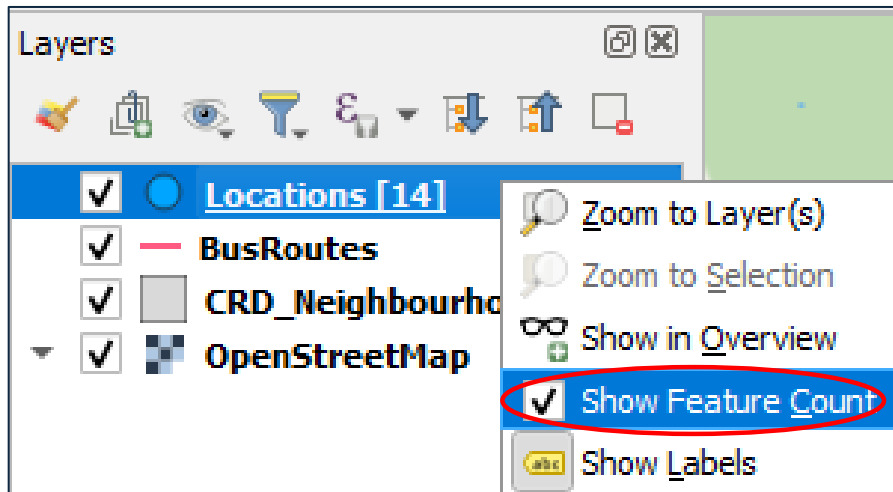 Layers
Locations [14]
Zoom to Layer(s)
BusRoutes
Zoom to Selection
CRD_Neighbourho
Show in Overview
OpenStreetMap
Show Feature Count
abc
Show Labels